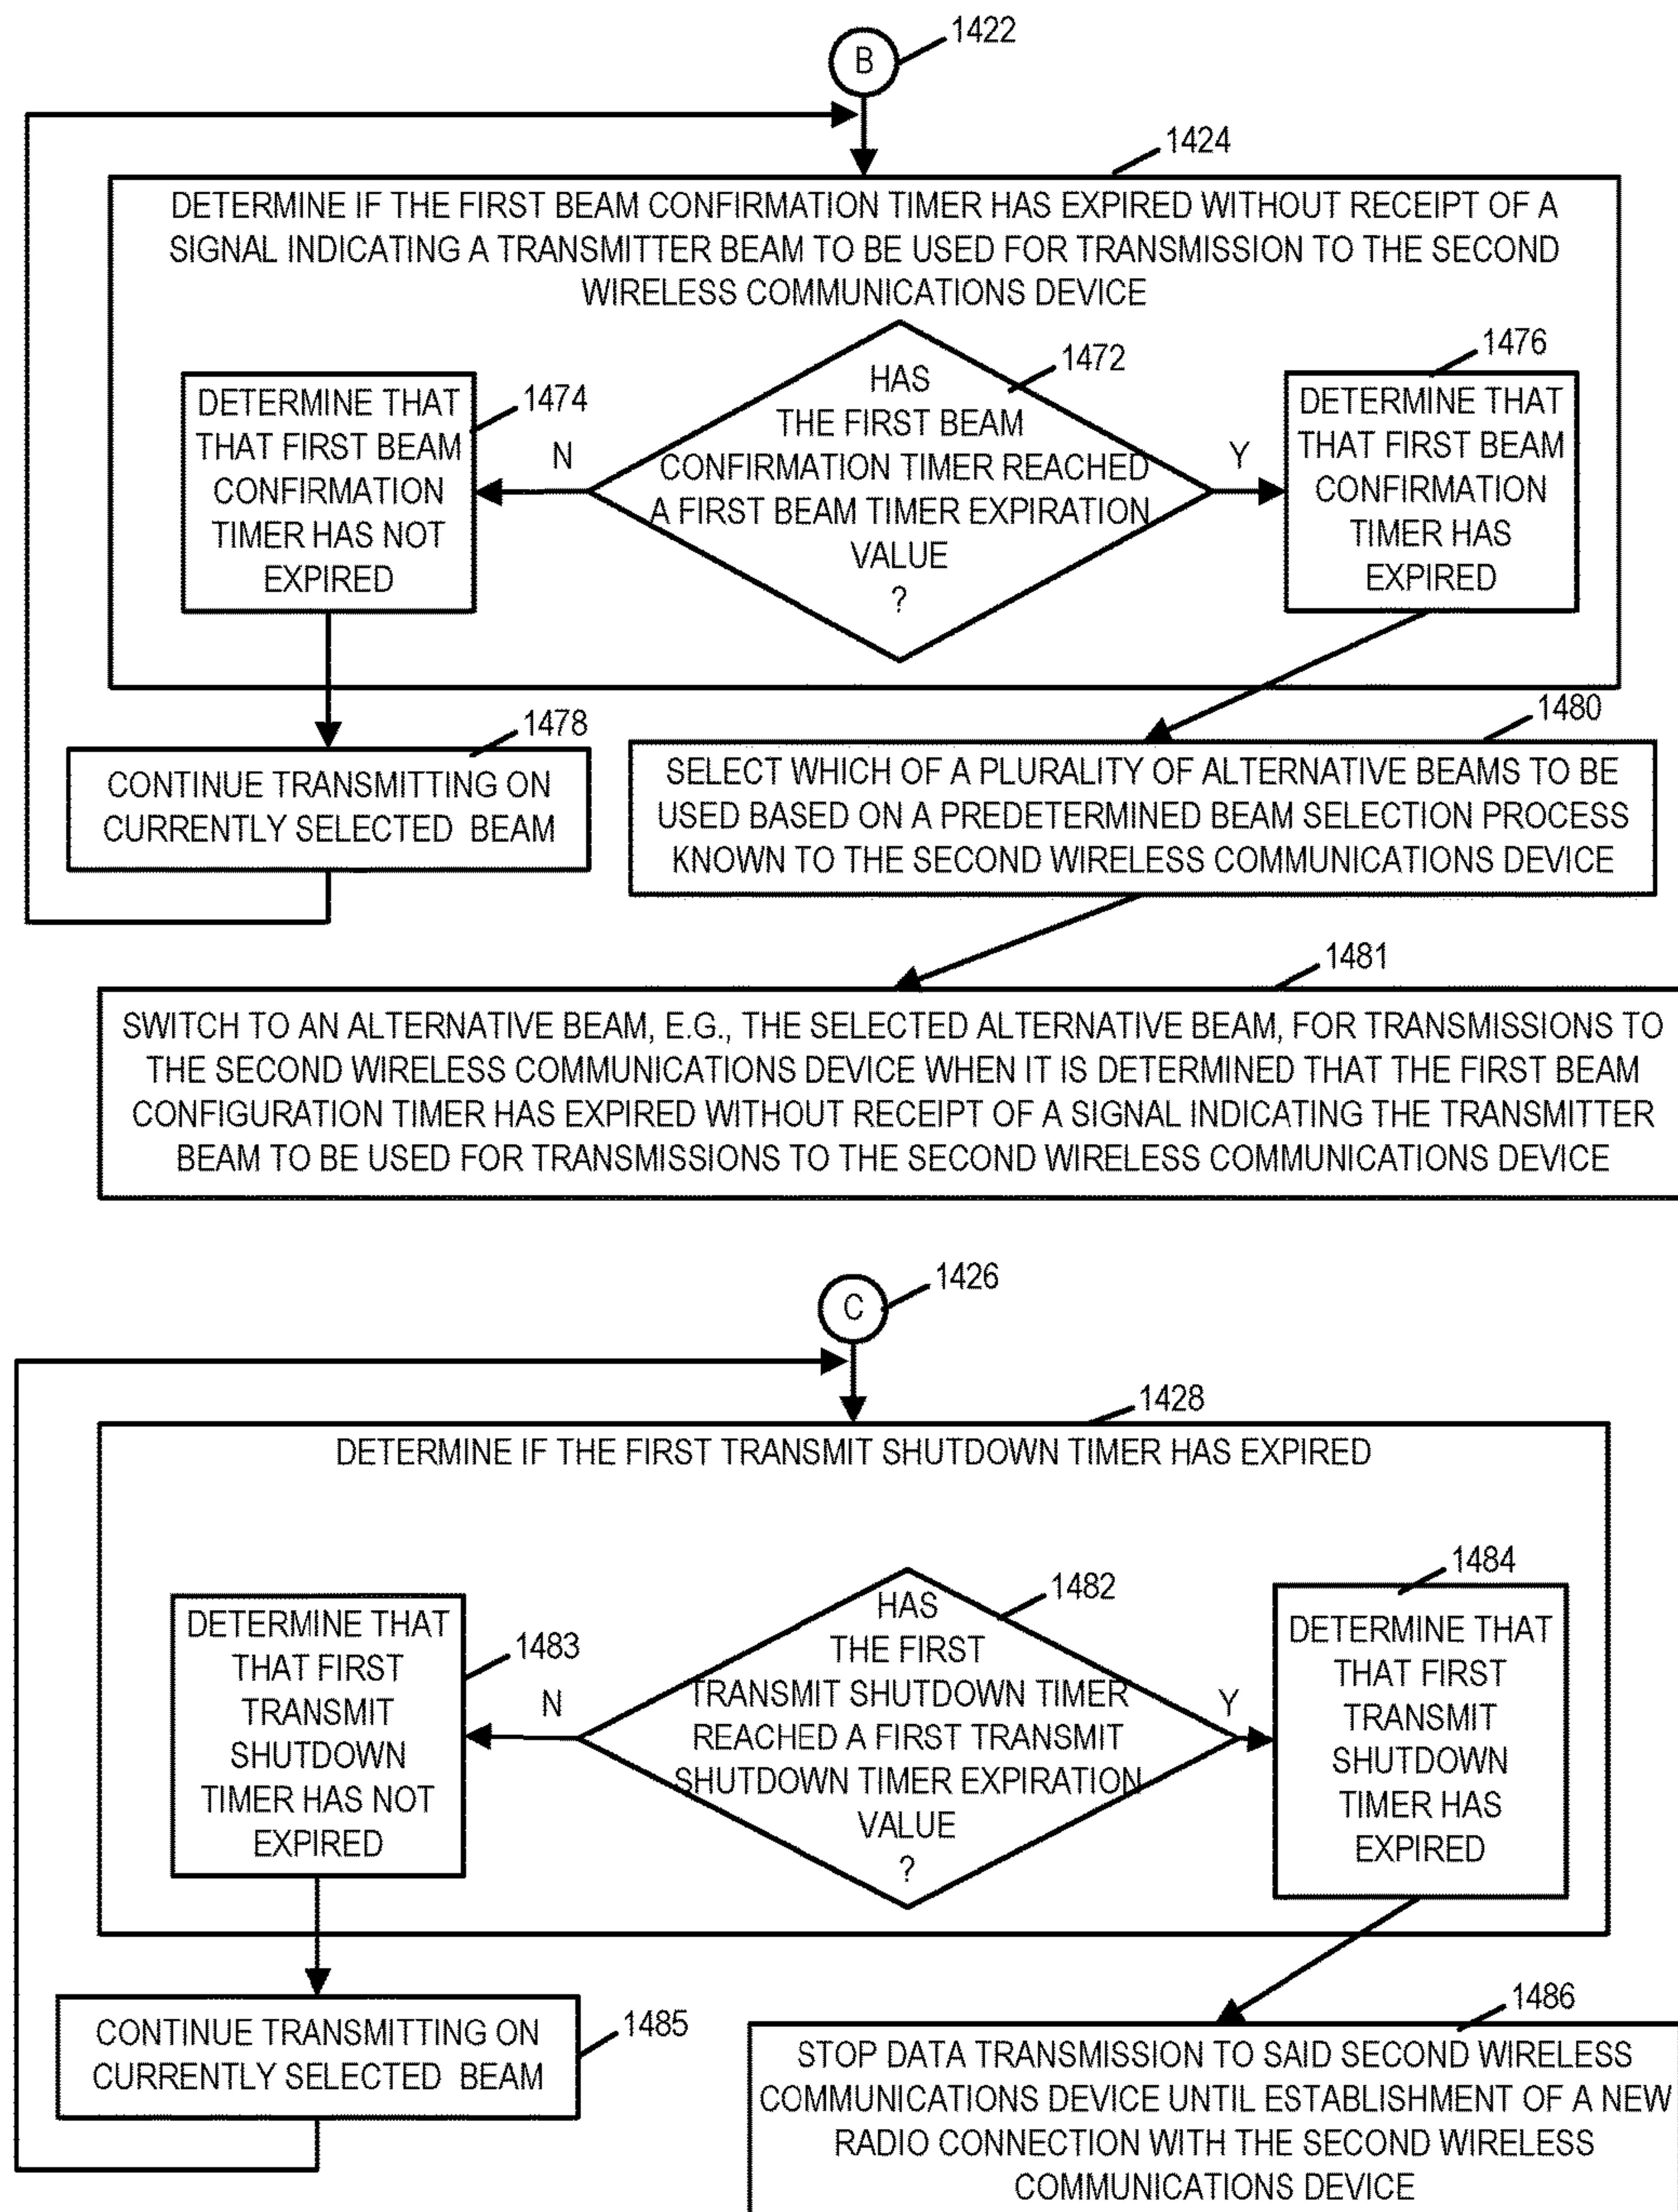 B
1422
1424
DETERMINE IF THE FIRST BEAM CONFIRMATION TIMER HAS EXPIRED WITHOUT RECEIPT OF A
SIGNAL INDICATING A TRANSMITTER BEAM TO BE USED FOR TRANSMISSION TO THE SECOND
WIRELESS COMMUNICATIONS DEVICE
DETERMINE THAT
THAT FIRST BEAM
CONFIRMATION
TIMER HAS NOT
EXPIRED
1474
N
1472
HAS
THE FIRST BEAM
CONFIRMATION TIMER REACHED
A FIRST BEAM TIMER EXPIRATION
VALUE
?
Y
1476
DETERMINE THAT
THAT FIRST BEAM
CONFIRMATION
TIMER HAS
EXPIRED
1478
CONTINUE TRANSMITTING ON
CURRENTLY SELECTED BEAM
1480
SELECT WHICH OF A PLURALITY OF ALTERNATIVE BEAMS TO BE
USED BASED ON A PREDETERMINED BEAM SELECTION PROCESS
KNOWN TO THE SECOND WIRELESS COMMUNICATIONS DEVICE
1481
SWITCH TO AN ALTERNATIVE BEAM, E.G., THE SELECTED ALTERNATIVE BEAM, FOR TRANSMISSIONS TO
THE SECOND WIRELESS COMMUNICATIONS DEVICE WHEN IT IS DETERMINED THAT THE FIRST BEAM
CONFIGURATION TIMER HAS EXPIRED WITHOUT RECEIPT OF A SIGNAL INDICATING THE TRANSMITTER
BEAM TO BE USED FOR TRANSMISSIONS TO THE SECOND WIRELESS COMMUNICATIONS DEVICE
C
1426
1428
DETERMINE IF THE FIRST TRANSMIT SHUTDOWN TIMER HAS EXPIRED
DETERMINE THAT
THAT FIRST
TRANSMIT
SHUTDOWN
TIMER HAS NOT
EXPIRED
1483
N
1482
HAS
THE FIRST
TRANSMIT SHUTDOWN TIMER
REACHED A FIRST TRANSMIT
SHUTDOWN TIMER EXPIRATION
VALUE
?
Y
1484
DETERMINE THAT
THAT FIRST
TRANSMIT
SHUTDOWN
TIMER HAS
EXPIRED
CONTINUE TRANSMITTING ON
CURRENTLY SELECTED BEAM
1485
1486
STOP DATA TRANSMISSION TO SAID SECOND WIRELESS
COMMUNICATIONS DEVICE UNTIL ESTABLISHMENT OF A NEW
RADIO CONNECTION WITH THE SECOND WIRELESS
COMMUNICATIONS DEVICE